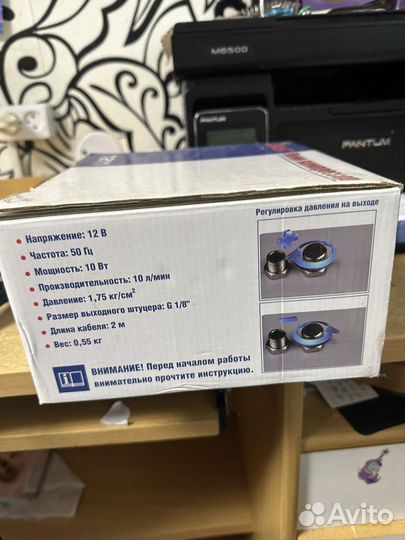 M6500
PANTUM
PANTUM
Регулировка давления на выходе
• Напряжение: 12 В
• Частота: 50 Гц
• Мощность: 10 Вт
• Производительность: 10 л/мин
• Давление: 1,75 кг/см²
• Размер выходного штуцера: G 1/8"
• Длина кабеля: 2 м
• Вес: 0,55 кг
ВНИМАНИЕ! Перед началом работы
внимательно прочтите инструкцию.
Avito